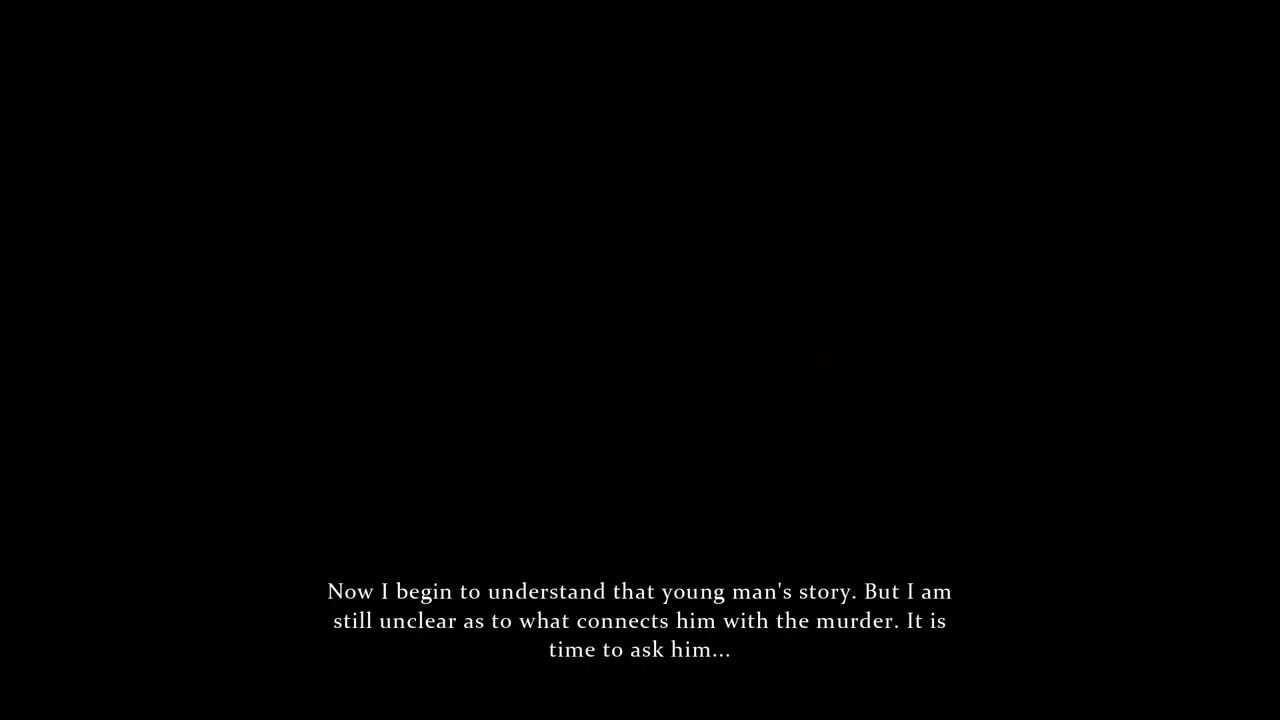 Now I begin to understand that young man's story. But I am
still unclear as to what connects him with the murder. It is
time to ask him...